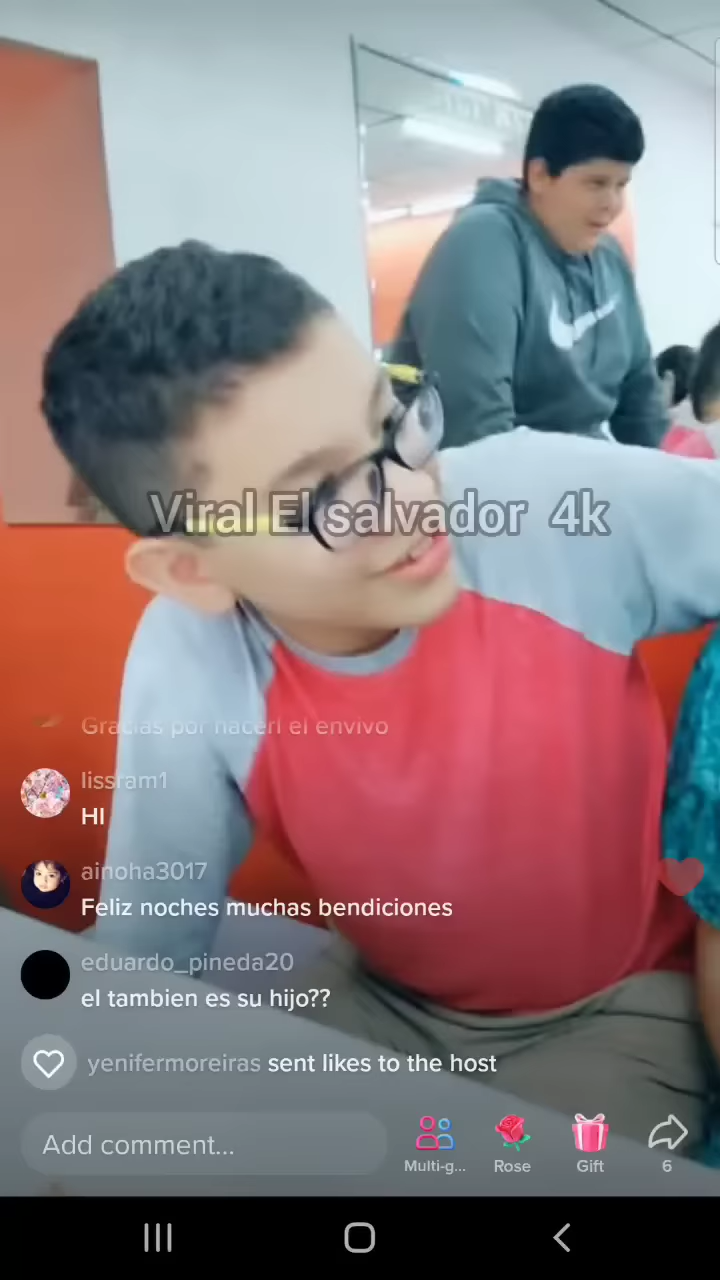 Viral El salvador 4k
Gracias por hacerl el envivo
lissram1
HI
ainoha3017
Feliz noches muchas bendiciones
eduardo_pineda20
el tambien es su hijo??
yenifermoreiras sent likes to the host
Add comment...
Multi-g...
Rose
Gift
6